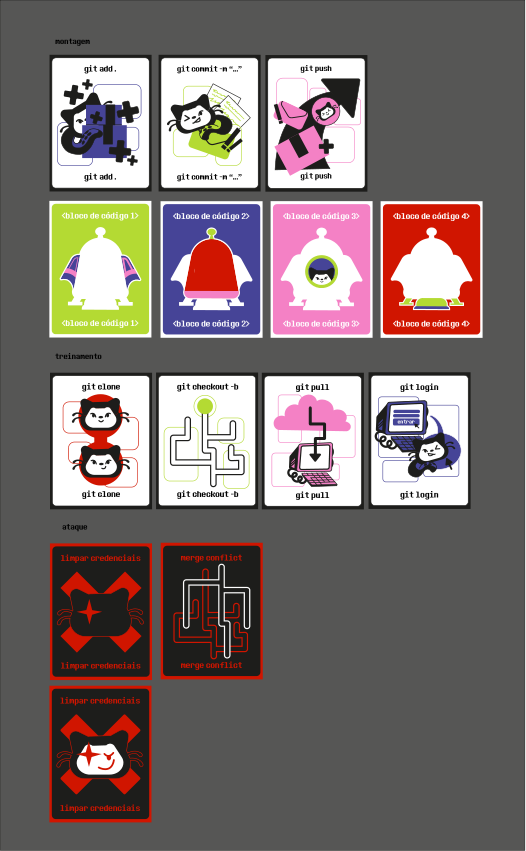 montagem
git add.
git commit -m "..."
git push
git add.
git commit -m "..."
git push
<bloco de código 1>
<bloco de código 2>
<bloco de código 3>
<bloco de código 4>
<bloco de código 1>
<bloco de código 2>
<bloco de código 3>
<bloco de código 4>
treinamento
git clone
git checkout -b
git pull
git login
entrar
git clone
git checkout -b
git pull
git login
ataque
limpar credenciais
merge conflint
limpar credenciais
merge conflint
limpar credenciais
limpar credenciais